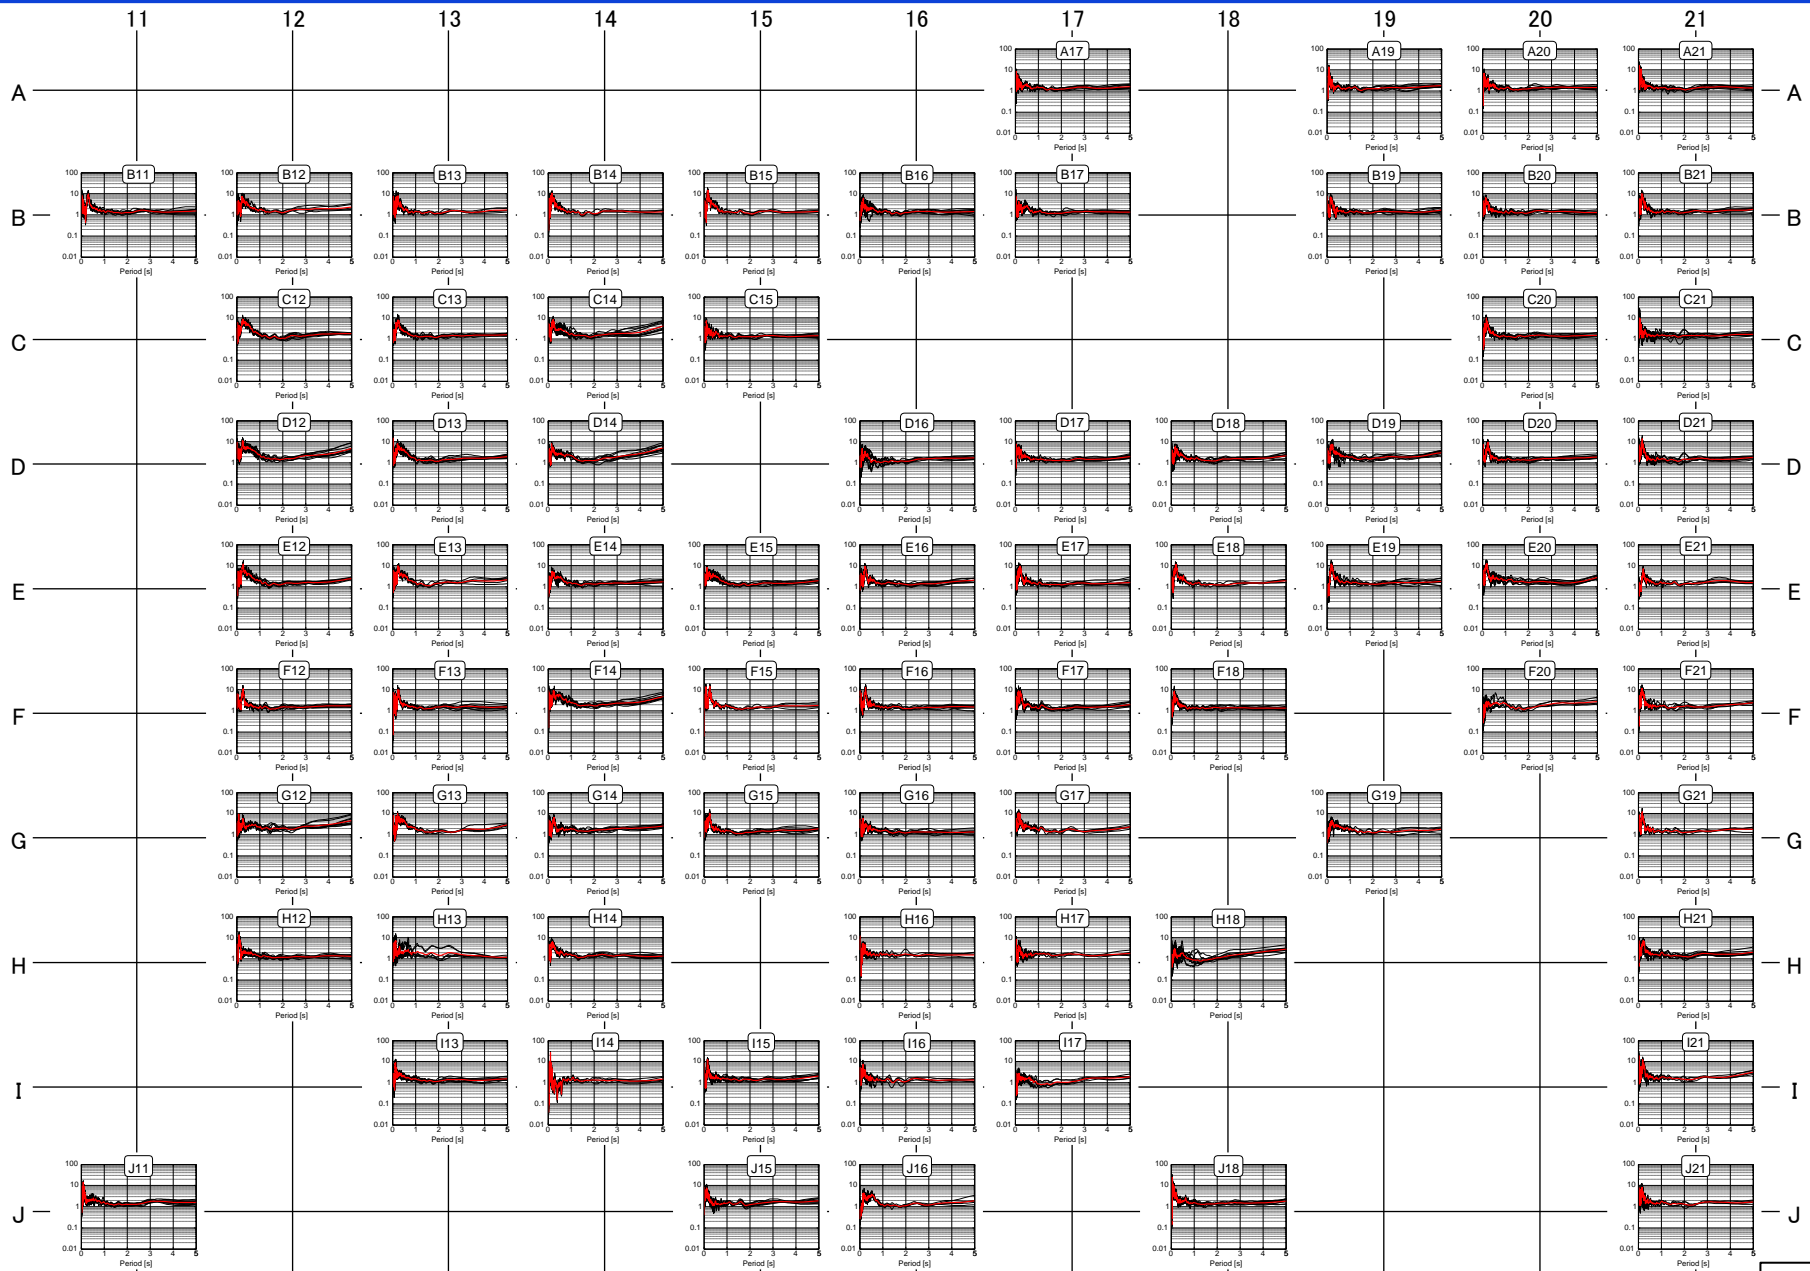 11 12 13 14 15 16 17 18 19 20 21
A A17 A19 A20 A21 A
B B11 B12 B13 B14 B15 B16 B17 B19 B20 B21 B
C C12 C13 C14 C15 C20 C21 C
D D12 D13 D14 D16 D17 D18 D19 D20 D21 D
E E12 E13 E14 E15 E16 E17 E18 E19 E20 E21 E
F F12 F13 F14 F15 F16 F17 F18 F20 F21 F
G G12 G13 G14 G15 G16 G17 G19 G21 G
H H12 H13 H14 H16 H17 H18 H21 H
I I13 I14 I15 I16 I17 I21 I
J J11 J15 J16 J18 J21 J
100
10
1
0.1
0.01
0 1 2 3 4 5
Period [s]